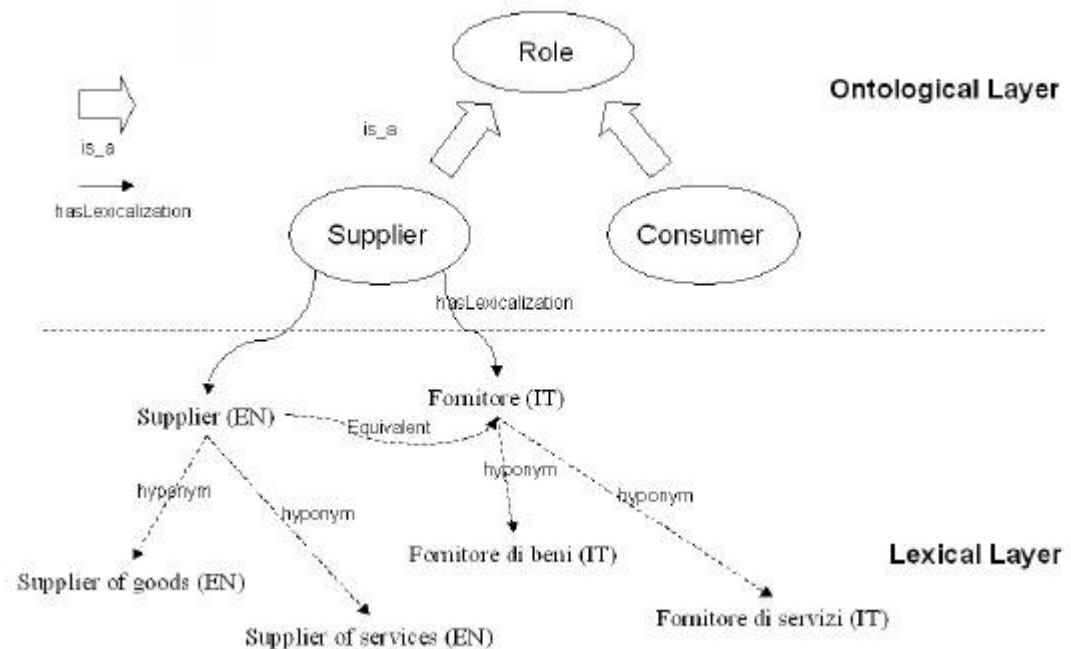 Role
Ontological Layer
is_a
is_a
hasLexicalization
Supplier
Consumer
hasLexicalization
Fornitore (IT)
Supplier (EN)
Equivalent
hyponym
hyponym
hyponym
hyponym
Fornitore di beni (IT)
Lexical Layer
Supplier of goods (EN)
Fornitore di servizi (IT)
Supplier of services (EN)